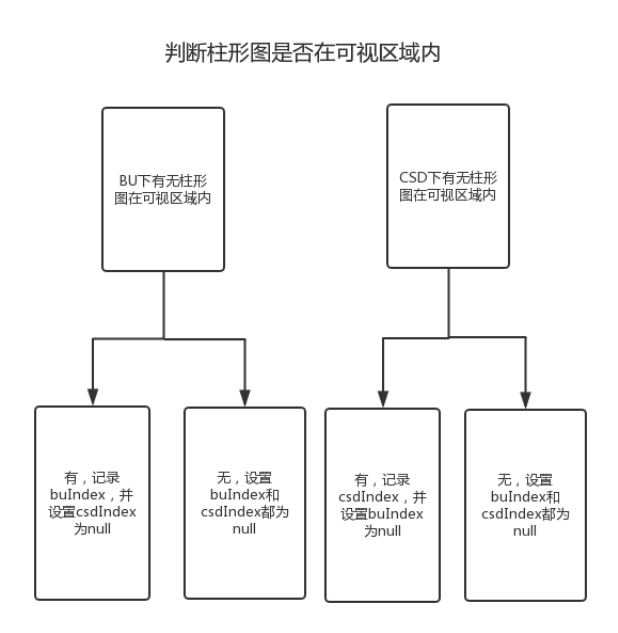 判断柱形图是否在可视区域内
BU下有无柱形
图在可视区域内
CSD下有无柱形
图在可视区域内
有，记录
buIndex，并
设置csdIndex
为null
无，设置
buIndex和
csdIndex都为
null
有，记录
csdIndex，并
设置buIndex
为null
无，设置
buIndex和
csdIndex都为
null